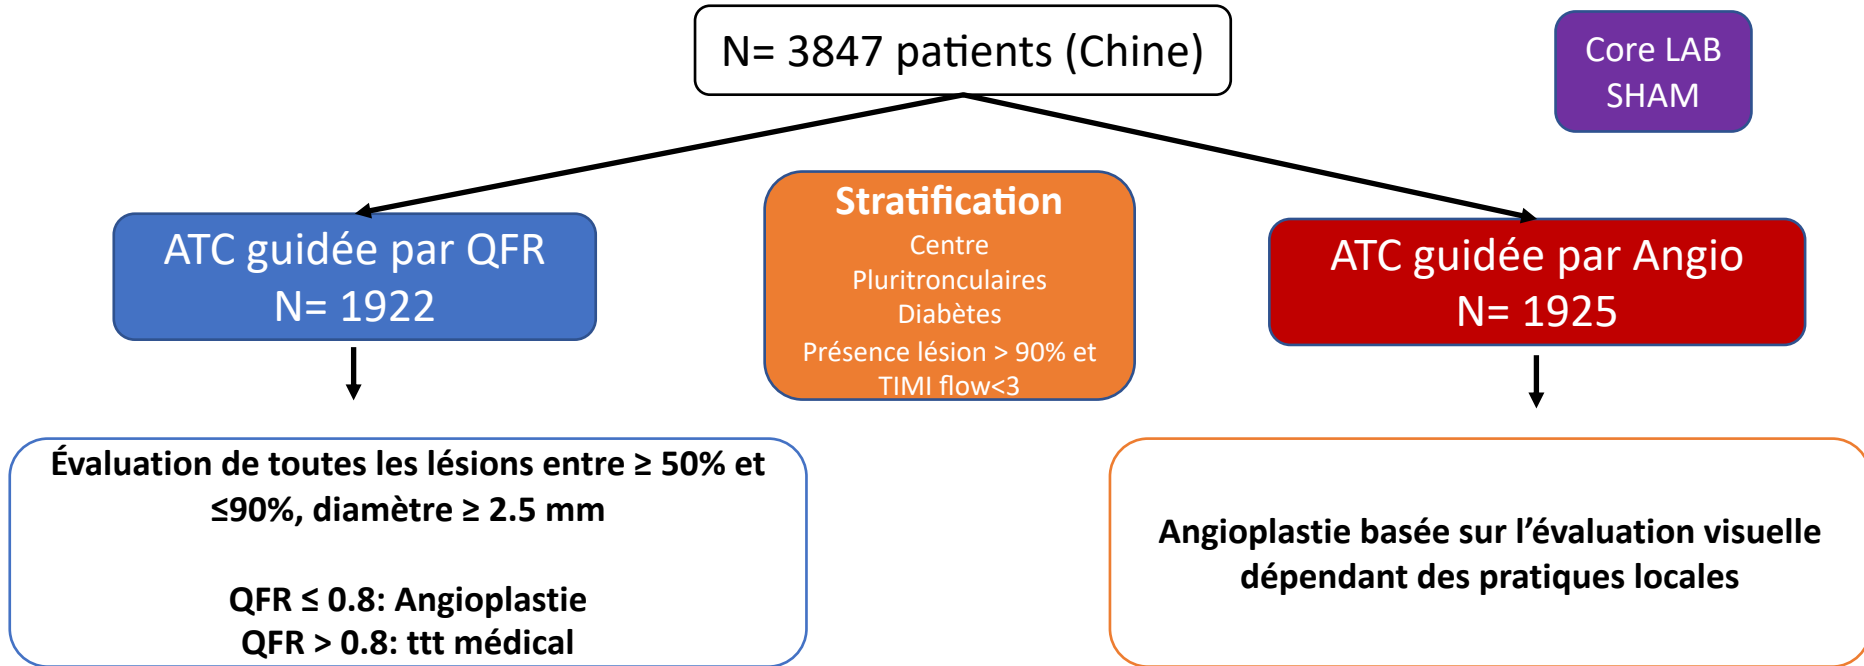 N= 3847 patients (Chine)
Core LAB
SHAM
ATC guidée par QFR
N= 1922
Stratification
Centre
Pluritronculaires
Diabètes
Présence lésion > 90% et
TIMI flow<3
ATC guidée par Angio
N= 1925
Évaluation de toutes les lésions entre ≥ 50% et
≤90%, diamètre ≥ 2.5 mm
QFR ≤ 0.8: Angioplastie
QFR > 0.8: ttt médical
Angioplastie basée sur l’évaluation visuelle
dépendant des pratiques locales